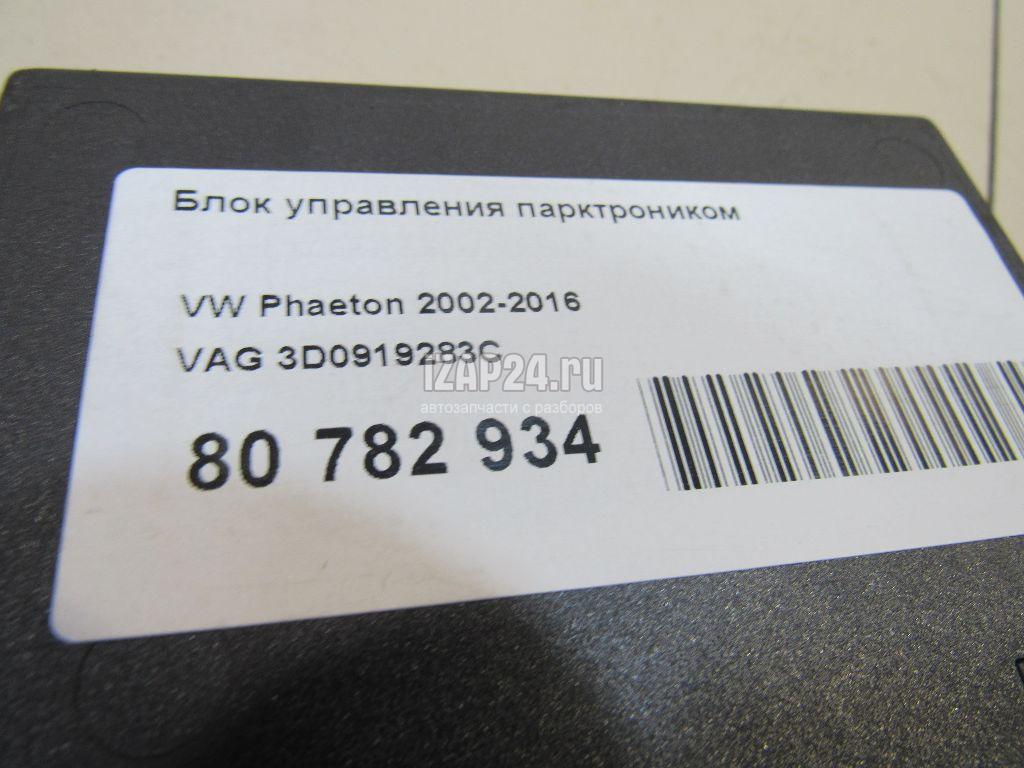 Блок управления парктроником
VW Phaeton 2002-2016
VAG 3D0919283C
IZAP24.ru
автозапчасти с разборов
80 782 934